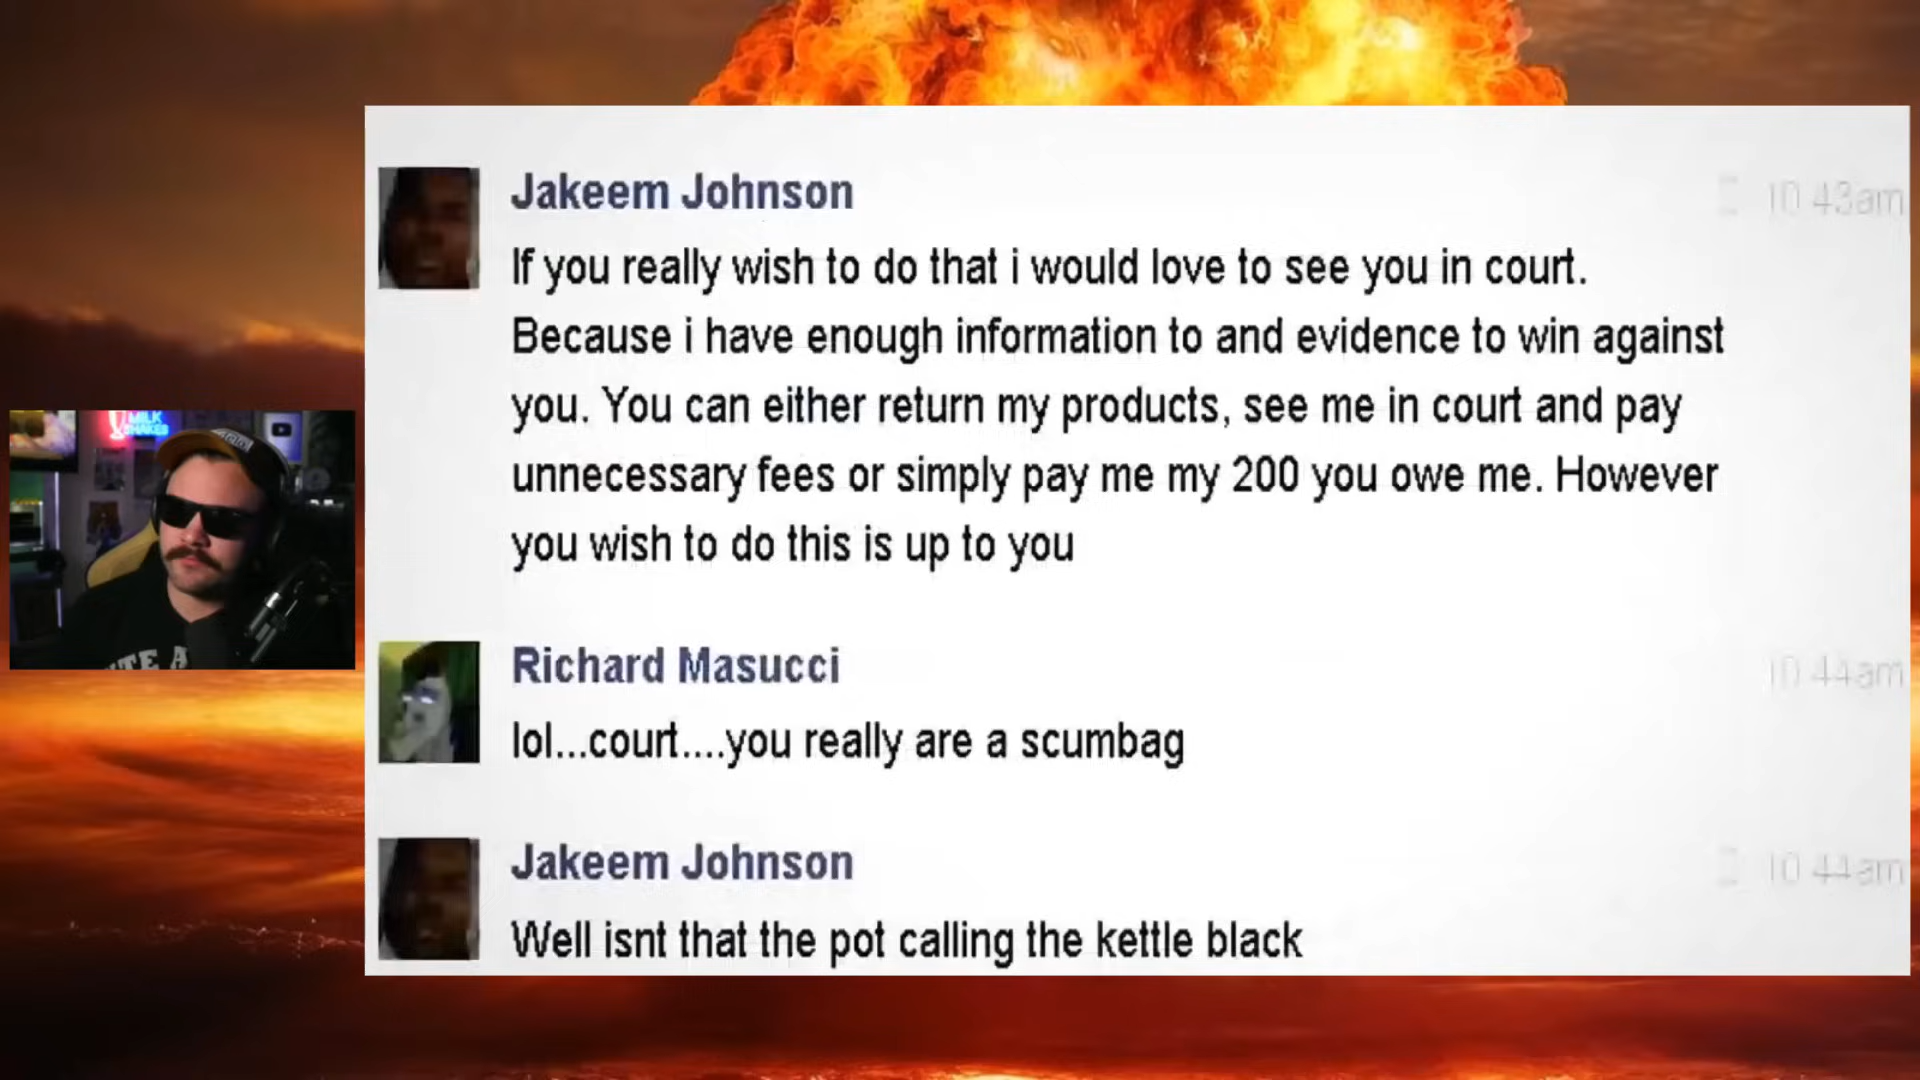 Jakeem Johnson
10:43am
If you really wish to do that i would love to see you in court.
Because i have enough information to and evidence to win against
you. You can either return my products, see me in court and pay
unnecessary fees or simply pay me my 200 you owe me. However
you wish to do this is up to you
Richard Masucci
10:44am
lol...court....you really are a scumbag
Jakeem Johnson
10:44am
Well isnt that the pot calling the kettle black
MILK
SHAKES